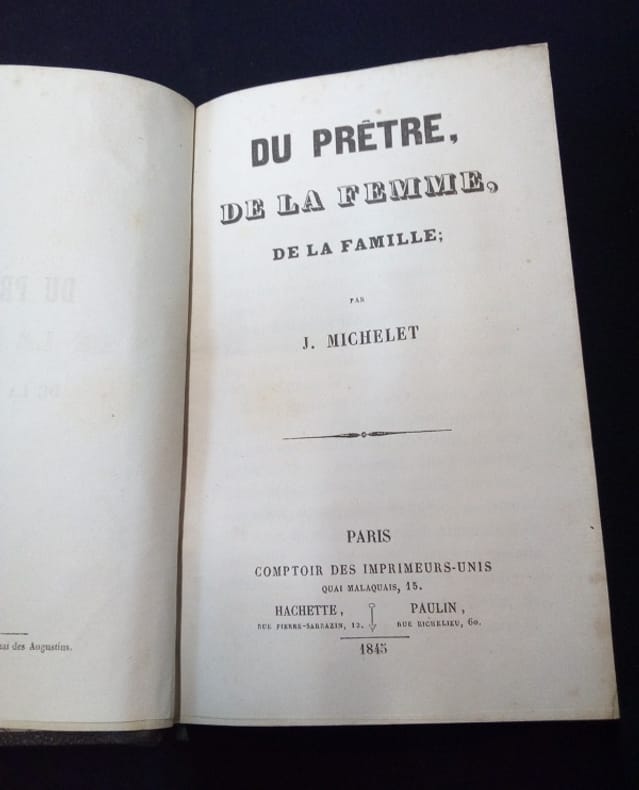 DU PRÊTRE,
DE LA FEMME,
DE LA FAMILLE;
PAR
J. MICHELET
PARIS
COMPTOIR DES IMPRIMEURS-UNIS
QUAI MALAQUAIS, 15.
HACHETTE, PAULIN,
RUE PIERRE-SARRAZIN, 12. RUE RICHELIEU, 60.
1845
des Augustins.